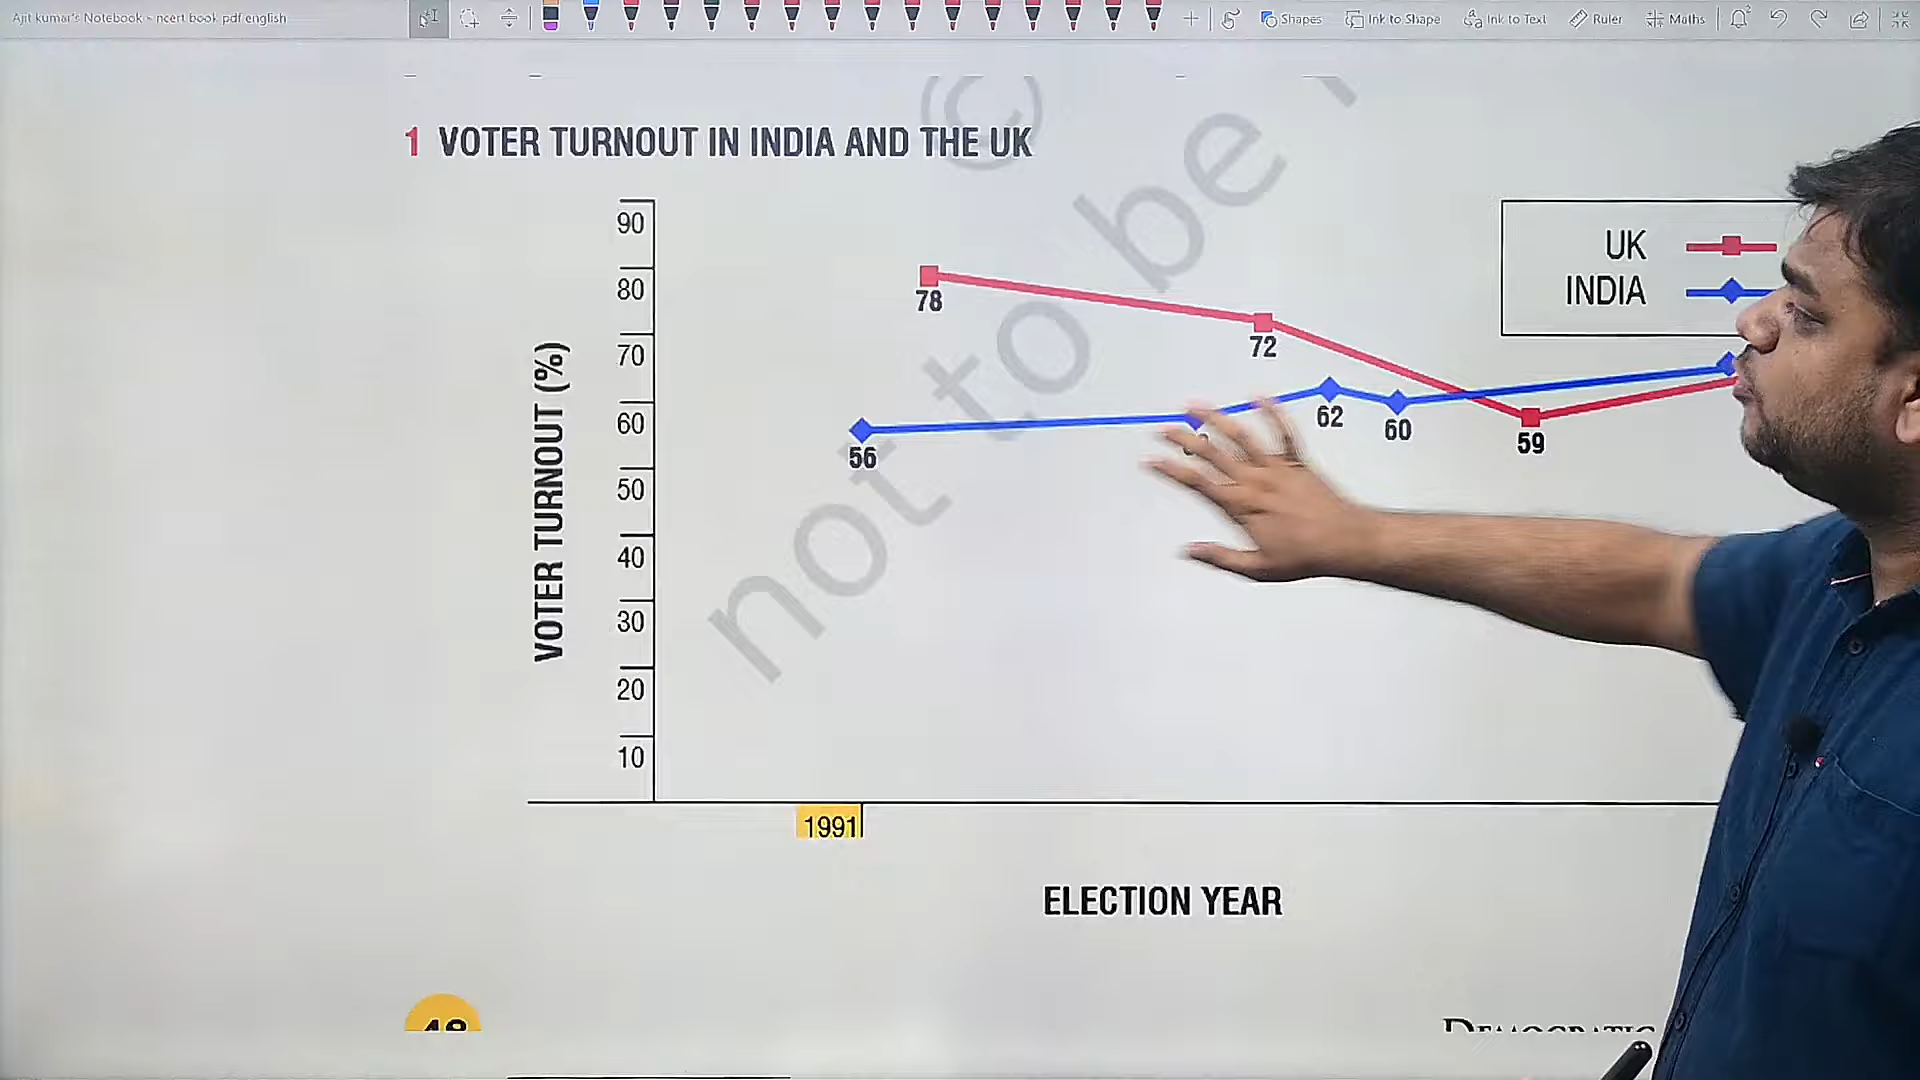 Ajit kumar's Notebook - ncert book pdf english
Shapes
Ink to Shape
Ink to Text
Ruler
Maths
© not to be
1 VOTER TURNOUT IN INDIA AND THE UK
UK
INDIA
VOTER TURNOUT (%)
90
80
70
60
50
40
30
20
10
78
72
59
56
62
60
1991
ELECTION YEAR
48
DEMOCRATIC